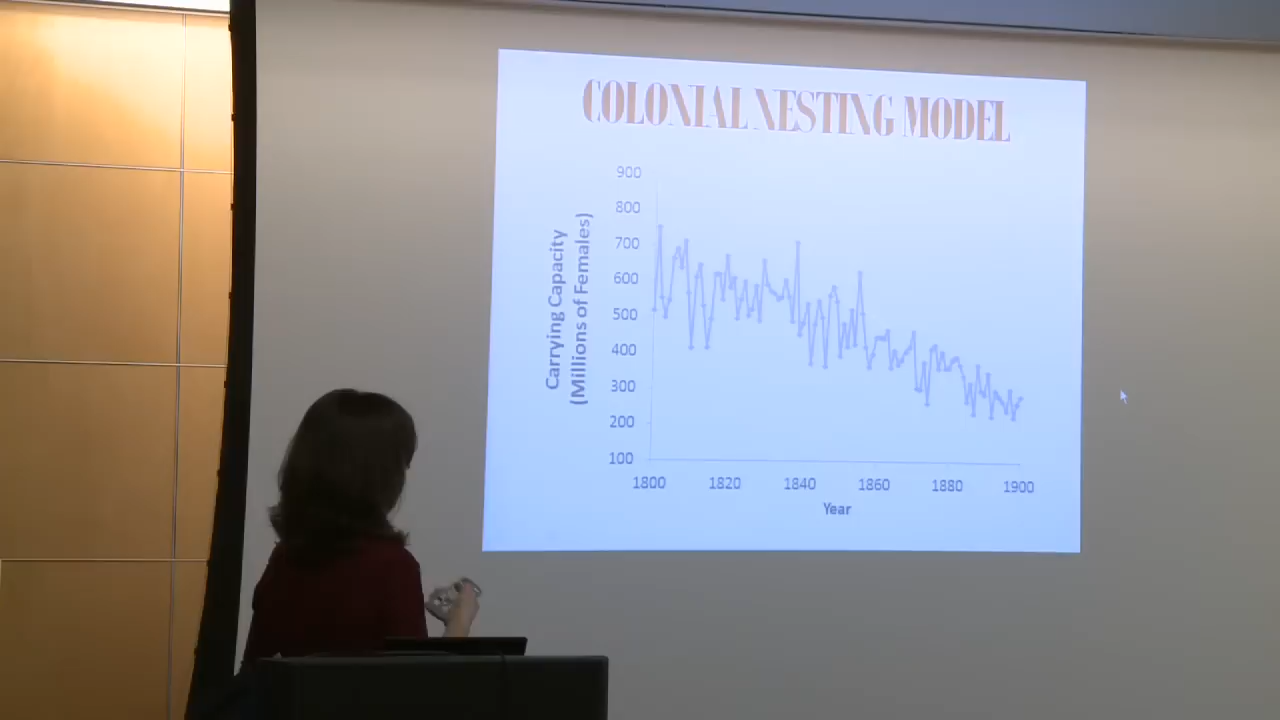 COLONIAL NESTING MODEL
Carrying Capacity
(Millions of Females)
900
800
700
600
500
400
300
200
100
1800 1820 1840 1860 1880 1900
Year